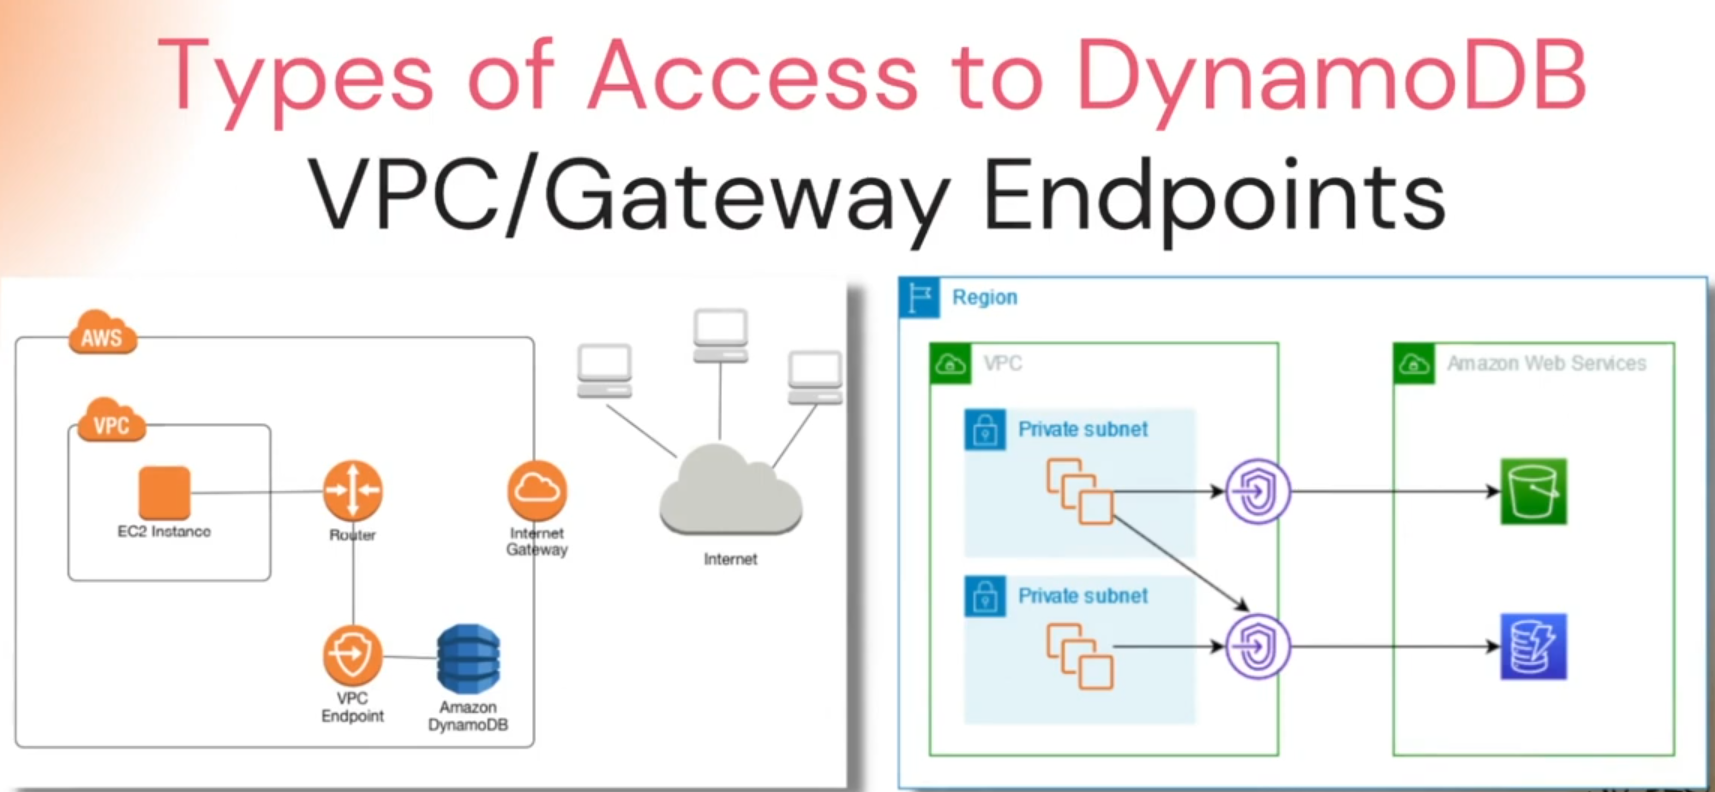 Types of Access to DynamoDB
VPC/Gateway Endpoints
AWS
VPC
EC2 Instance
Router
Internet
Gateway
Internet
VPC
Endpoint
Amazon
DynamoDB
Region
VPC
Amazon Web Services
Private subnet
Private subnet